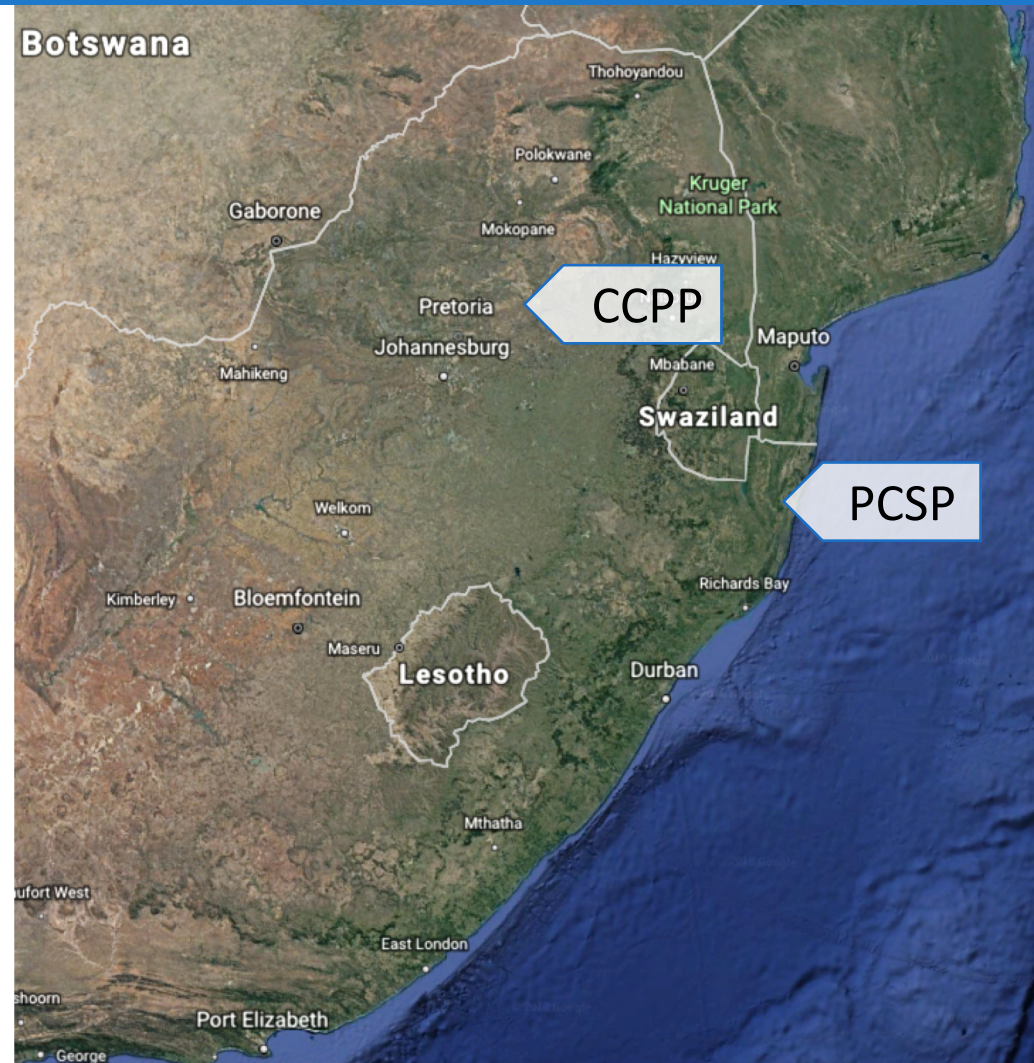 Botswana
Thohoyandou
Polokwane
Kruger
National Park
Gaborone
Mokopane
Hazyview
CCPP
Pretoria
Maputo
Johannesburg
Mbabane
Mahikeng
Swaziland
PCSP
Welkom
Richards Bay
Kimberley
Bloemfontein
Maseru
Lesotho
Durban
Mthatha
ufort West
East London
shoorn
Port Elizabeth
George